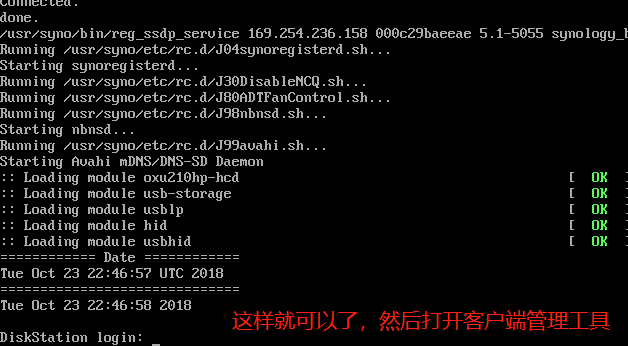 Connected.
done.
/usr/syno/bin/reg_ssdp_service 169.254.236.158 000c29baeeae 5.1-5055 synology_b
Running /usr/syno/etc/rc.d/J04synoregisterd.sh...
Starting synoregisterd...
Running /usr/syno/etc/rc.d/J30DisableNCQ.sh...
Running /usr/syno/etc/rc.d/J80ADTFanControl.sh...
Running /usr/syno/etc/rc.d/J98nbnsd.sh...
Starting nbnsd...
Running /usr/syno/etc/rc.d/J99avahi.sh...
Starting Avahi mDNS/DNS-SD Daemon
:: Loading module oxu210hp-hcd [ OK ]
:: Loading module usb-storage [ OK ]
:: Loading module usblp [ OK ]
:: Loading module hid [ OK ]
:: Loading module usbhid [ OK ]
============ Date ============
Tue Oct 23 22:46:57 UTC 2018
==============================
Tue Oct 23 22:46:58 2018
这样就可以了，然后打开客户端管理工具
DiskStation login: _